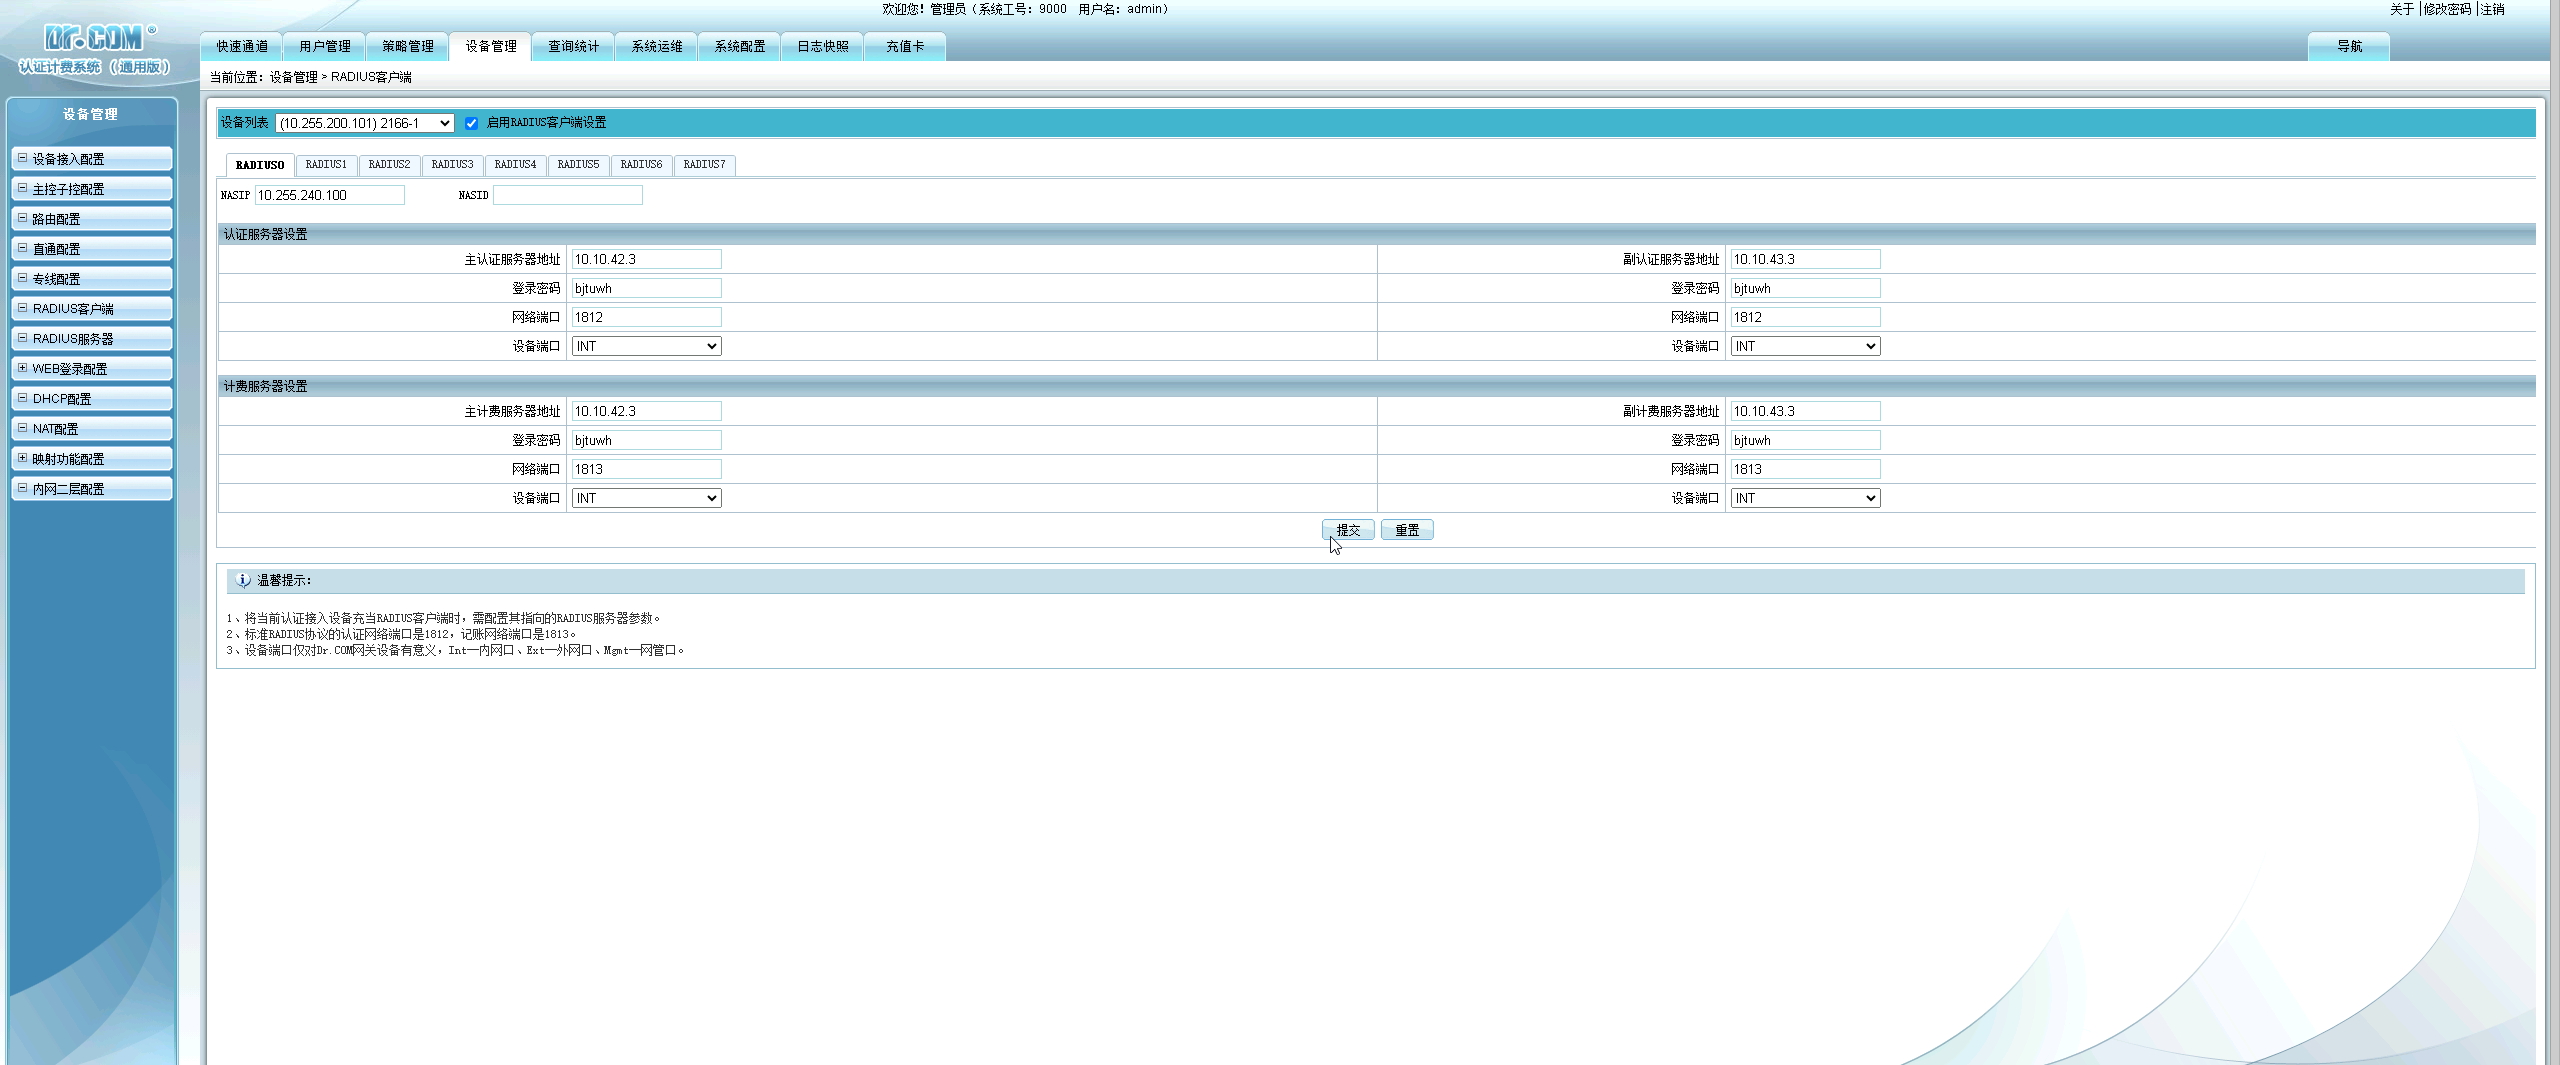 欢迎您！管理员（系统工号：9000 用户名：admin）
关于 |修改密码 |注销
Dr.COM®
认证计费系统 （通用版）
快速通道 用户管理 策略管理 设备管理 查询统计 系统运维 系统配置 日志快照 充值卡 导航
当前位置：设备管理 > RADIUS客户端
设备管理
设备接入配置
主控子控配置
路由配置
直通配置
专线配置
RADIUS客户端
RADIUS服务器
WEB登录配置
DHCP配置
NAT配置
映射功能配置
内网二层配置
设备列表 (10.255.200.101) 2166-1 启用RADIUS客户端设置
RADIUS0 RADIUS1 RADIUS2 RADIUS3 RADIUS4 RADIUS5 RADIUS6 RADIUS7
NASIP 10.255.240.100 NASID
认证服务器设置
主认证服务器地址 10.10.42.3 副认证服务器地址 10.10.43.3
登录密码 bjtuwh 登录密码 bjtuwh
网络端口 1812 网络端口 1812
设备端口 INT 设备端口 INT
计费服务器设置
主计费服务器地址 10.10.42.3 副计费服务器地址 10.10.43.3
登录密码 bjtuwh 登录密码 bjtuwh
网络端口 1813 网络端口 1813
设备端口 INT 设备端口 INT
提交 重置
温馨提示：
1、将当前认证接入设备充当RADIUS客户端时，需配置其指向的RADIUS服务器参数。
2、标准RADIUS协议的认证网络端口是1812，记账网络端口是1813。
3、设备端口仅对Dr.COM网关设备有意义，Int—内网口、Ext—外网口、Mgmt—网管口。